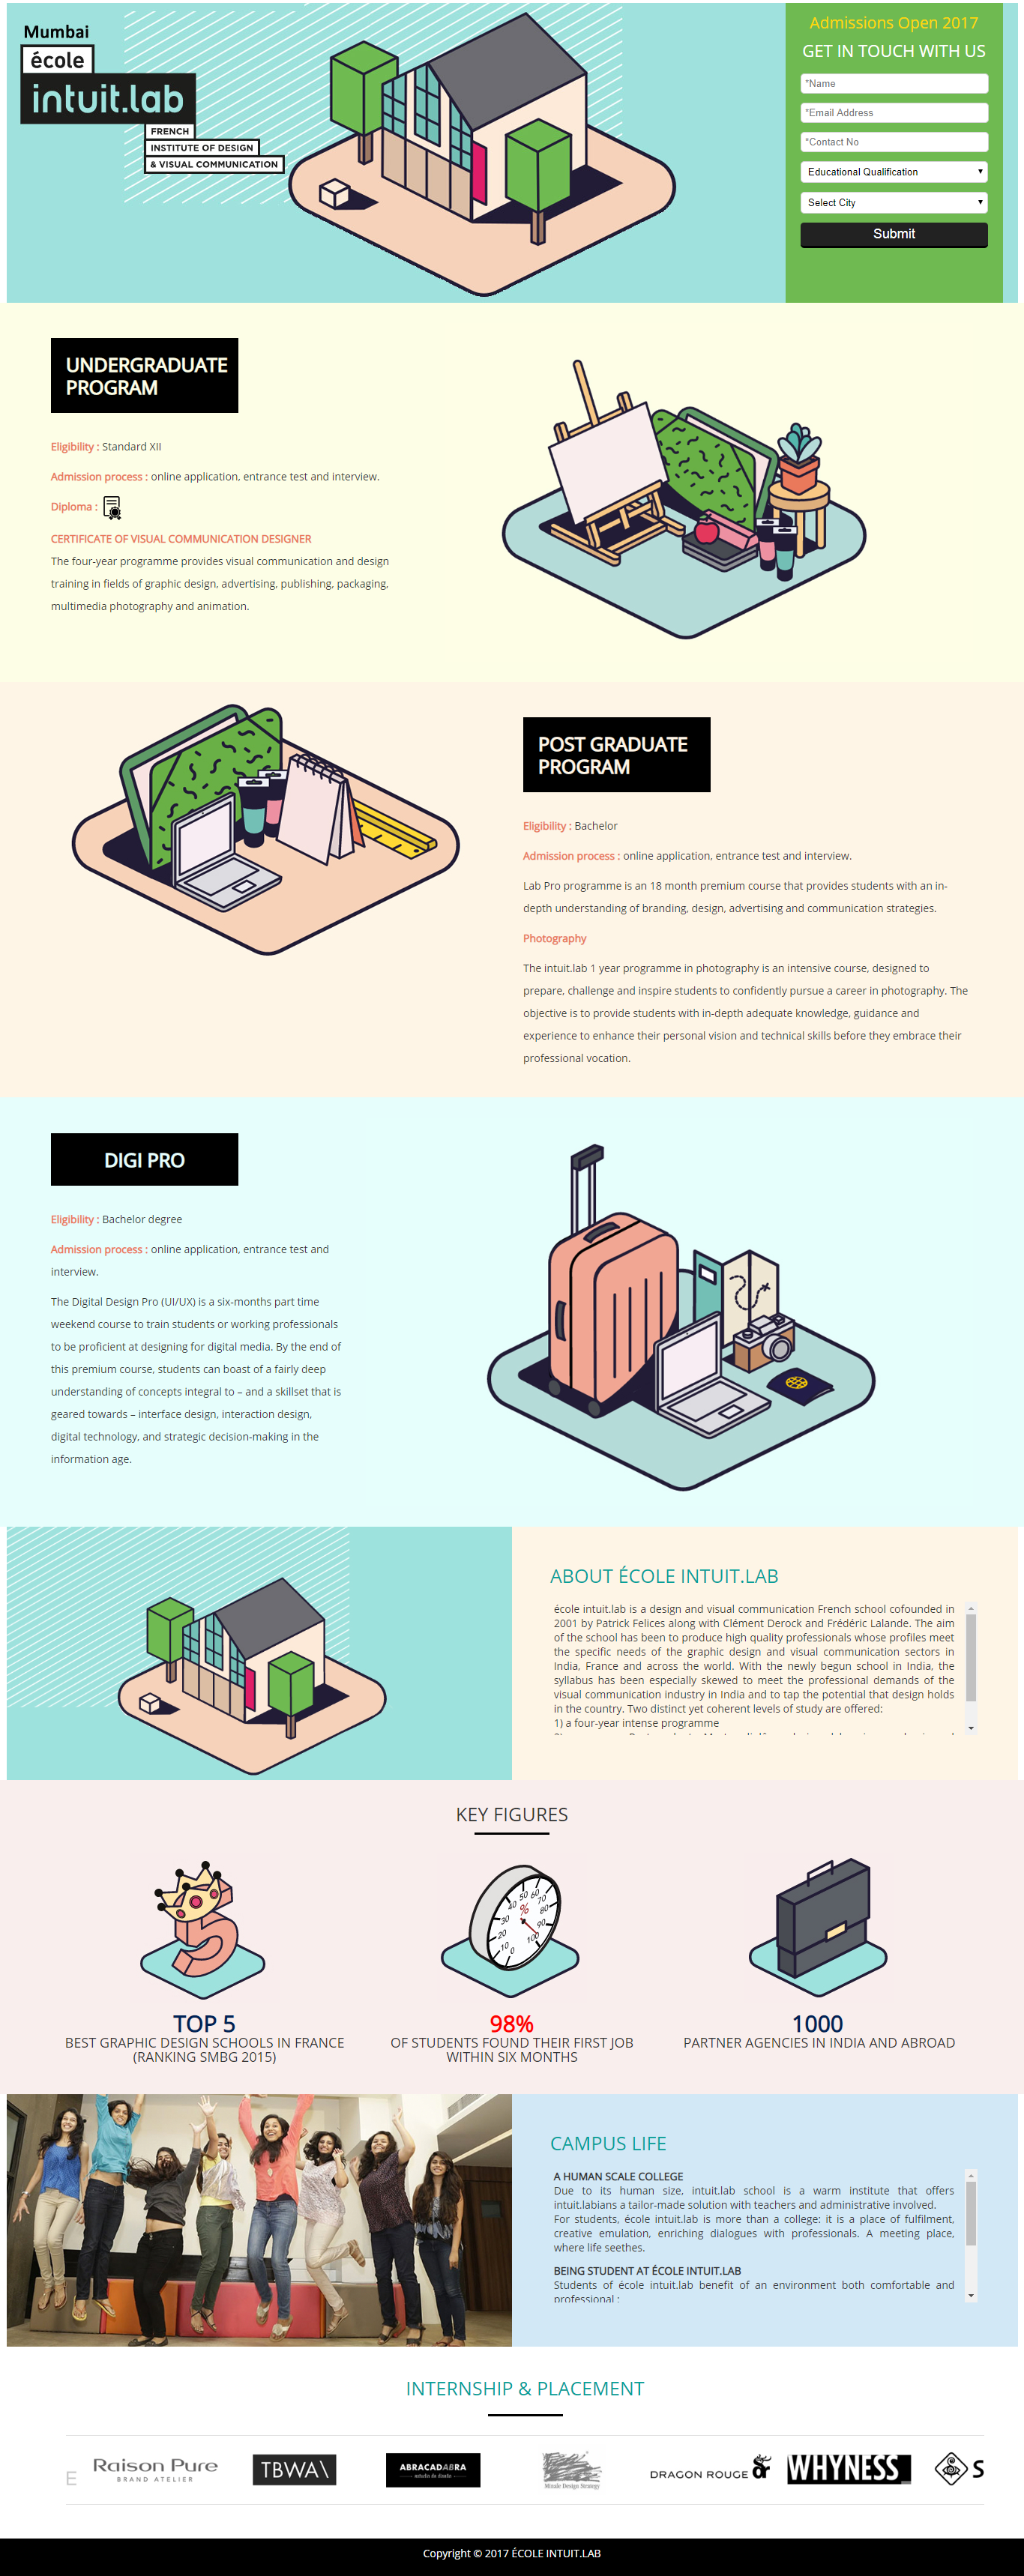 Mumbai
école
intuit.lab
FRENCH
INSTITUTE OF DESIGN
& VISUAL COMMUNICATION
Admissions Open 2017
GET IN TOUCH WITH US
*Name
*Email Address
*Contact No
Educational Qualification
Select City
Submit
UNDERGRADUATE
PROGRAM
Eligibility : Standard XII
Admission process : online application, entrance test and interview.
Diploma :
CERTIFICATE OF VISUAL COMMUNICATION DESIGNER
The four-year programme provides visual communication and design
training in fields of graphic design, advertising, publishing, packaging,
multimedia photography and animation.
POST GRADUATE
PROGRAM
Eligibility : Bachelor
Admission process : online application, entrance test and interview.
Lab Pro programme is an 18 month premium course that provides students with an in-
depth understanding of branding, design, advertising and communication strategies.
Photography
The intuit.lab 1 year programme in photography is an intensive course, designed to
prepare, challenge and inspire students to confidently pursue a career in photography. The
objective is to provide students with in-depth adequate knowledge, guidance and
experience to enhance their personal vision and technical skills before they embrace their
professional vocation.
DIGI PRO
Eligibility : Bachelor degree
Admission process : online application, entrance test and
interview.
The Digital Design Pro (UI/UX) is a six-months part time
weekend course to train students or working professionals
to be proficient at designing for digital media. By the end of
this premium course, students can boast of a fairly deep
understanding of concepts integral to – and a skillset that is
geared towards – interface design, interaction design,
digital technology, and strategic decision-making in the
information age.
ABOUT ÉCOLE INTUIT.LAB
école intuit.lab is a design and visual communication French school cofounded in
2001 by Patrick Felices along with Clément Derock and Frédéric Lalande. The aim
of the school has been to produce high quality professionals whose profiles meet
the specific needs of the graphic design and visual communication sectors in
India, France and across the world. With the newly begun school in India, the
syllabus has been especially skewed to meet the professional demands of the
visual communication industry in India and to tap the potential that design holds
in the country. Two distinct yet coherent levels of study are offered:
1) a four-year intense programme
KEY FIGURES
0 10 20 30 40 50 60 70 80 90 100
%
5
TOP 5
BEST GRAPHIC DESIGN SCHOOLS IN FRANCE
(RANKING SMBG 2015)
98%
OF STUDENTS FOUND THEIR FIRST JOB
WITHIN SIX MONTHS
1000
PARTNER AGENCIES IN INDIA AND ABROAD
CAMPUS LIFE
A HUMAN SCALE COLLEGE
Due to its human size, intuit.lab school is a warm institute that offers
intuit.labians a tailor-made solution with teachers and administrative involved.
For students, école intuit.lab is more than a college: it is a place of fulfilment,
creative emulation, enriching dialogues with professionals. A meeting place,
where life seethes.
BEING STUDENT AT ÉCOLE INTUIT.LAB
Students of école intuit.lab benefit of an environment both comfortable and
professional :
INTERNSHIP & PLACEMENT
E
Raison Pure
BRAND ATELIER
TBWA\
ABRACADABRA
estudio de diseño
Minale Design Strategy
DRAGON ROUGE
WHYNESS
S
Copyright © 2017 ÉCOLE INTUIT.LAB